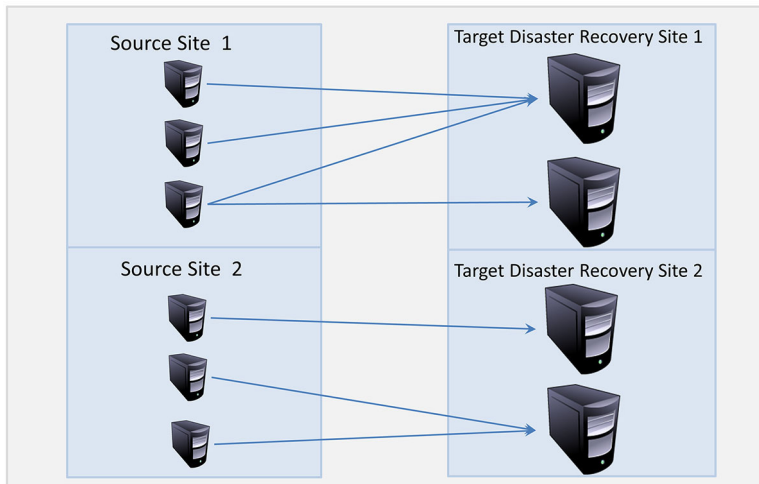 Source Site 1
Target Disaster Recovery Site 1
Source Site 2
Target Disaster Recovery Site 2